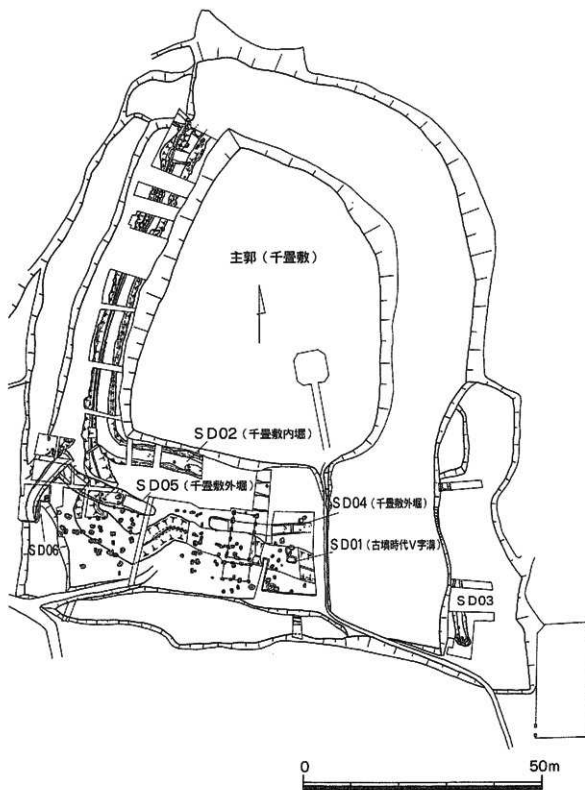 主郭（千畳敷）
SD02（千畳敷内堀）
SD05（千畳敷外堀）
SD04（千畳敷外堀）
SD06
SD01（古墳時代V字溝）
SD03
0 50m